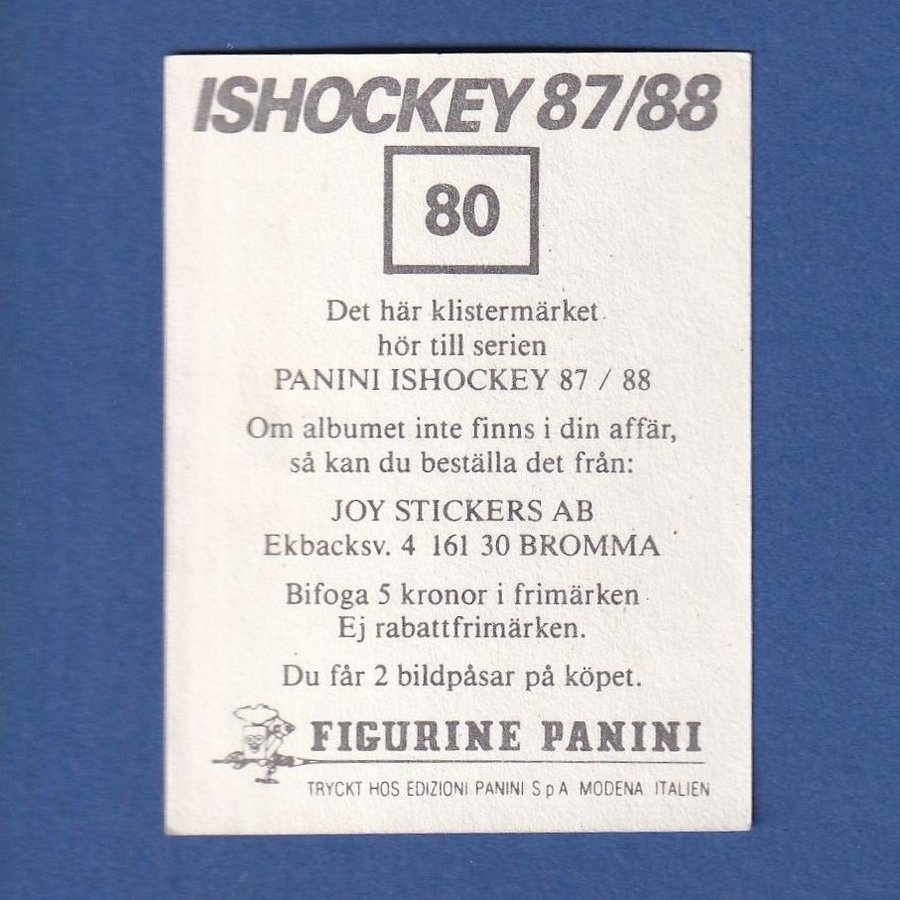 ISHOCKEY 87/88
80
Det här klistermärket
hör till serien
PANINI ISHOCKEY 87 / 88
Om albumet inte finns i din affär,
så kan du beställa det från:
JOY STICKERS AB
Ekbacksv. 4 161 30 BROMMA
Bifoga 5 kronor i frimärken
Ej rabattfrimärken.
Du får 2 bildpåsar på köpet.
FIGURINE PANINI
TRYCKT HOS EDIZIONI PANINI S p A MODENA ITALIEN